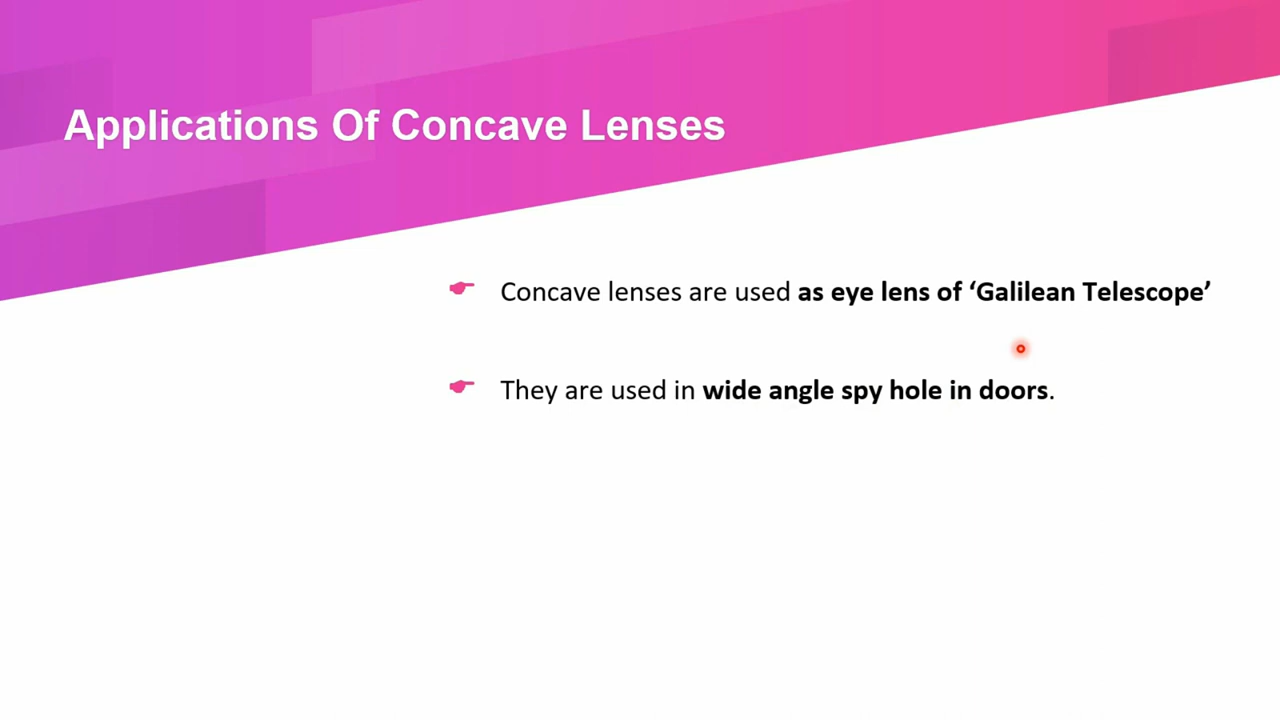 Applications Of Concave Lenses
Concave lenses are used as eye lens of ‘Galilean Telescope’
They are used in wide angle spy hole in doors.